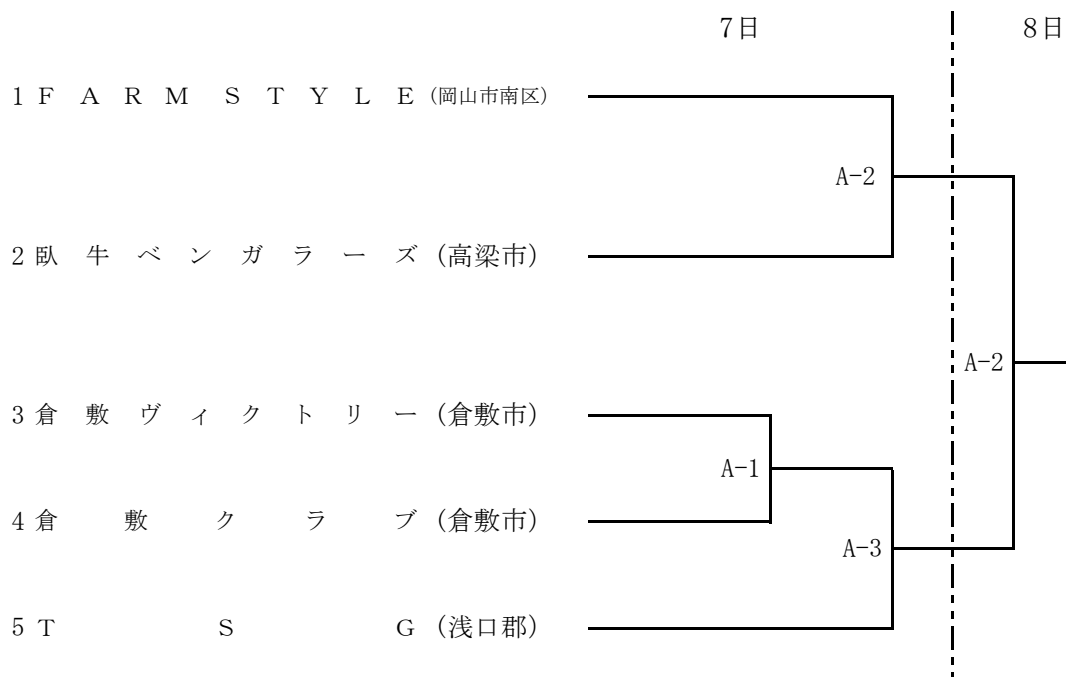 7日 8日
1 F A R M S T Y L E (岡山市南区)
A-2
2 臥牛ベンガラーズ (高梁市)
A-2
3 倉敷ヴィクトリー (倉敷市)
A-1
4 倉敷クラブ (倉敷市)
A-3
5 T S G (浅口郡)